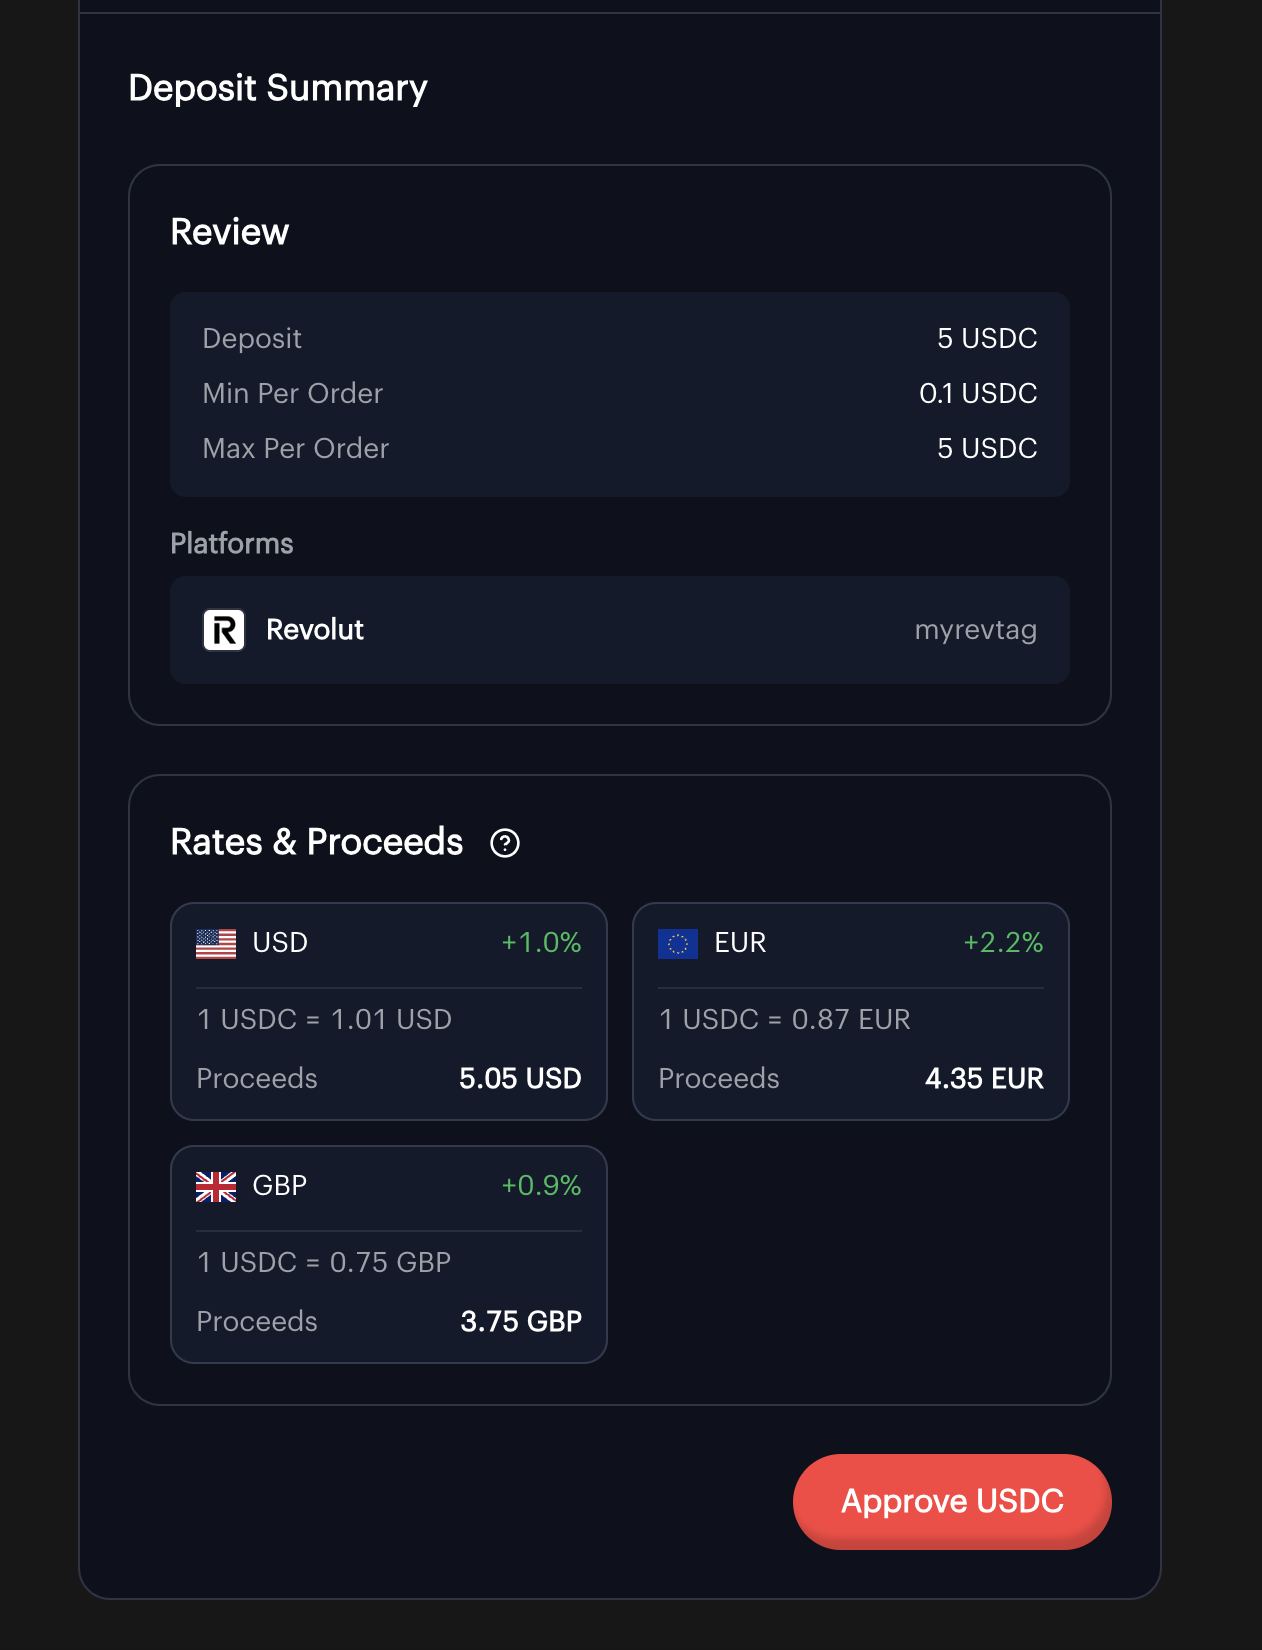 Deposit Summary
Review
Deposit 5 USDC
Min Per Order 0.1 USDC
Max Per Order 5 USDC
Platforms
R Revolut myrevtag
Rates & Proceeds ?
USD +1.0%
1 USDC = 1.01 USD
Proceeds 5.05 USD
EUR +2.2%
1 USDC = 0.87 EUR
Proceeds 4.35 EUR
GBP +0.9%
1 USDC = 0.75 GBP
Proceeds 3.75 GBP
Approve USDC